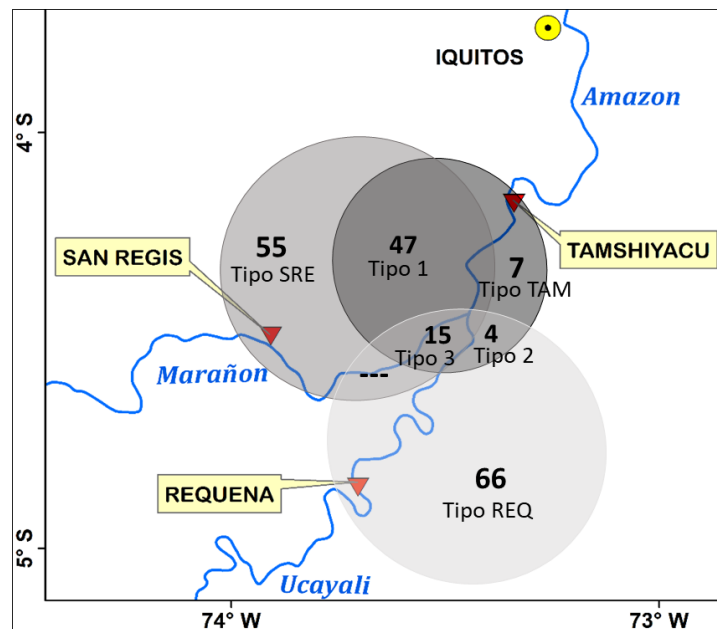 IQUITOS
Amazon
4° S
55
Tipo SRE
47
Tipo 1
SAN REGIS
TAMSHIYACU
7
Tipo TAM
15
Tipo 3
4
Tipo 2
---
Marañon
REQUENA
66
Tipo REQ
5° S
Ucayali
74° W
73° W